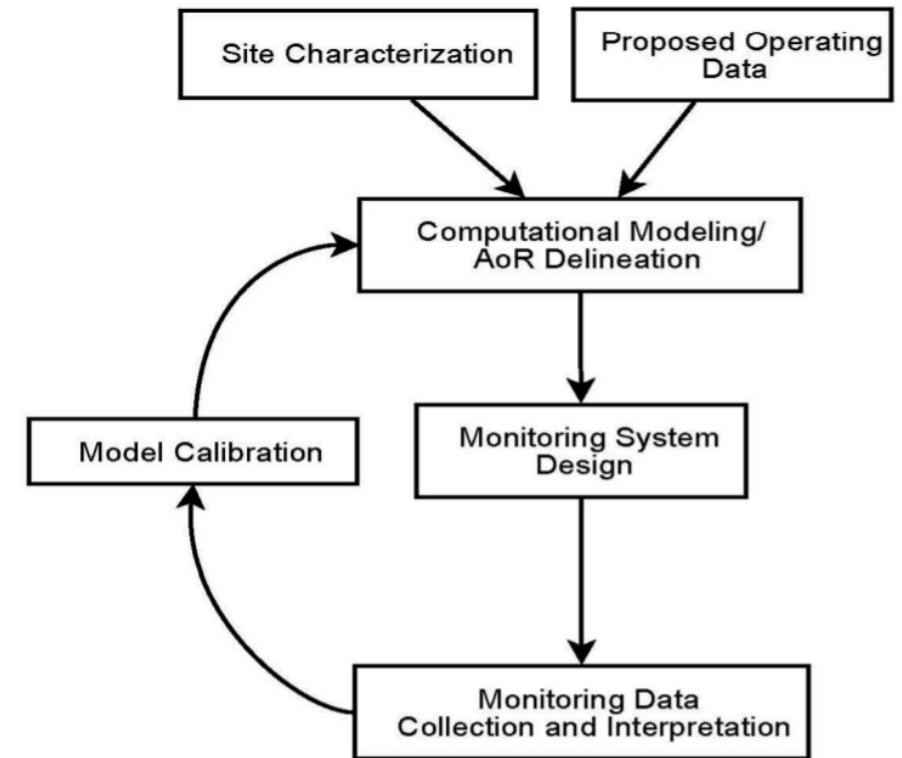 Site Characterization
Proposed Operating
Data
Computational Modeling/
AoR Delineation
Model Calibration
Monitoring System
Design
Monitoring Data
Collection and Interpretation